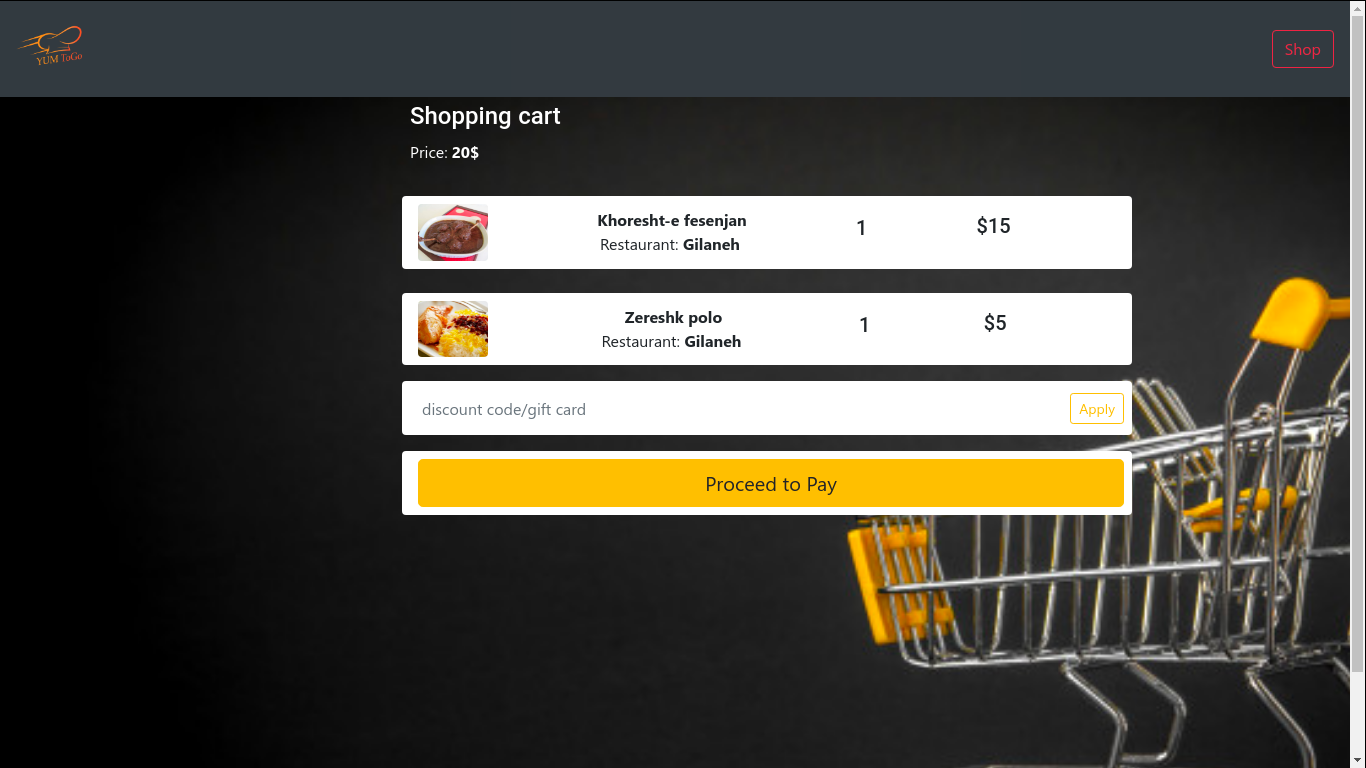 YUM ToGo
Shop
Shopping cart
Price: 20$
Khoresht-e fesenjan
Restaurant: Gilaneh
1
$15
Zereshk polo
Restaurant: Gilaneh
1
$5
discount code/gift card
Apply
Proceed to Pay